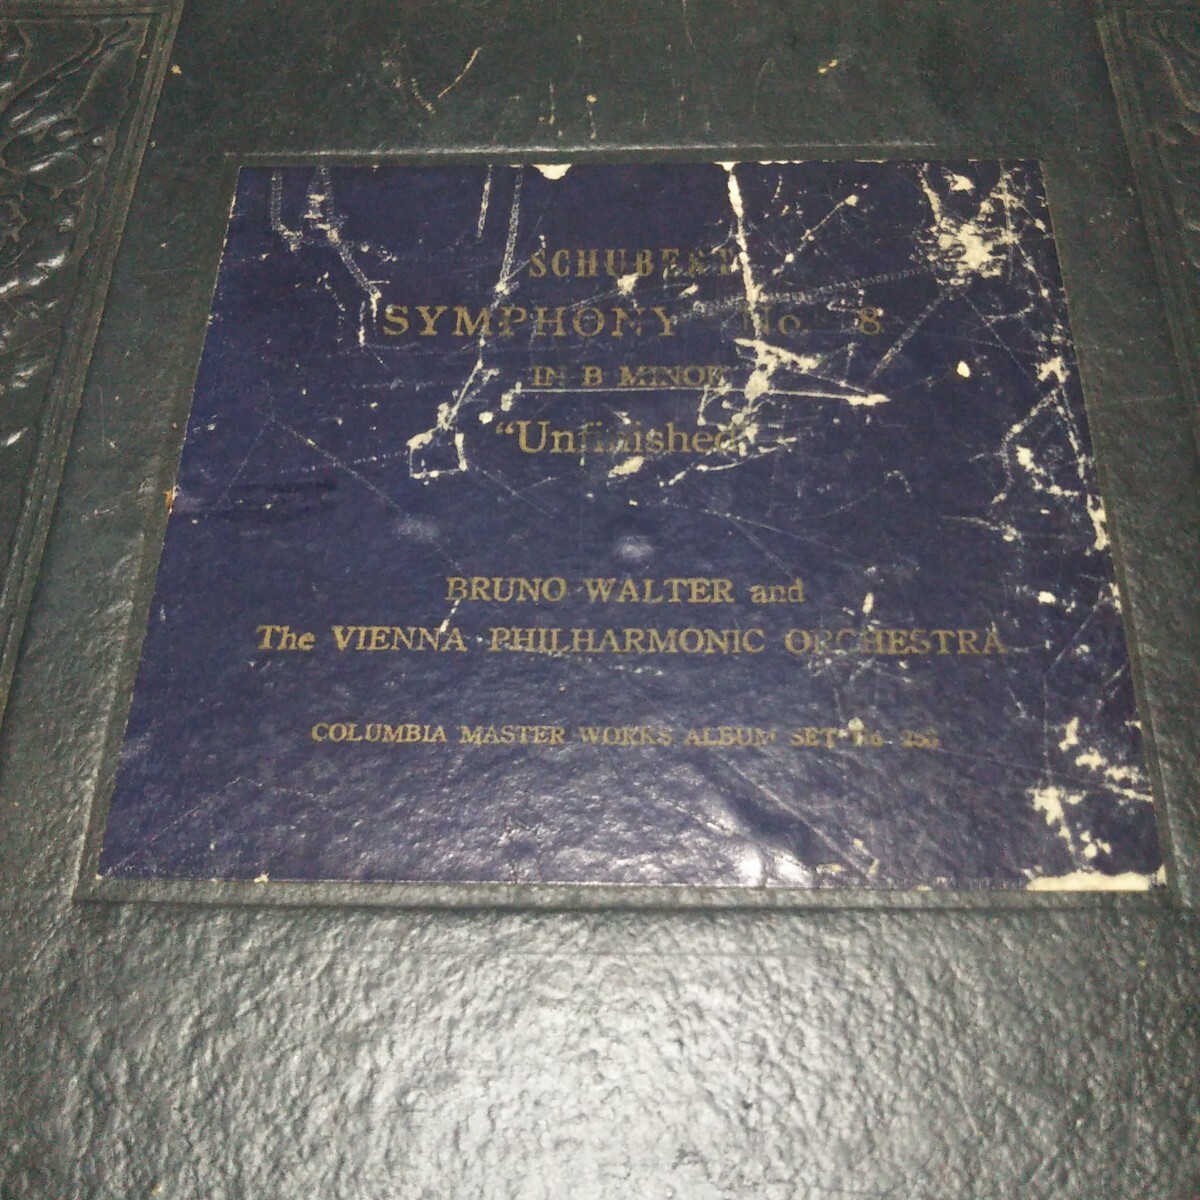 SCHUBERT
SYMPHONY No. 8
IN B MINOR
"Unfinished"
BRUNO WALTER and
The VIENNA PHILHARMONIC ORCHESTRA
COLUMBIA MASTER WORKS ALBUM SET No